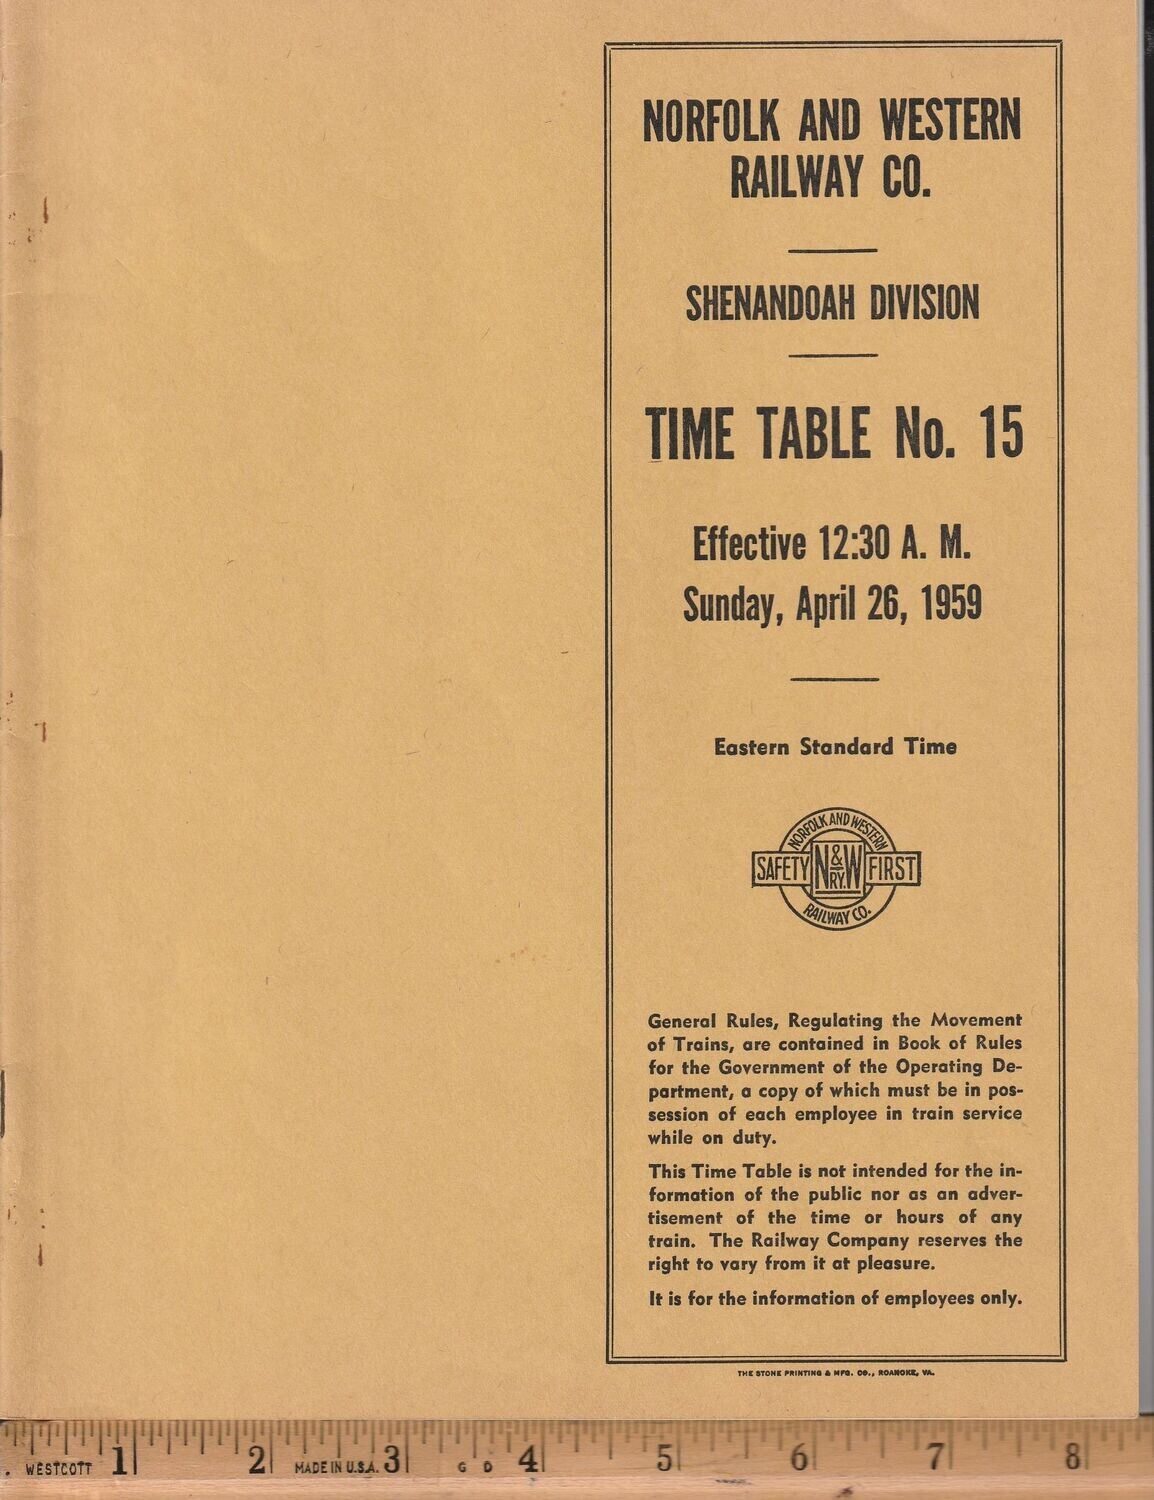 NORFOLK AND WESTERN
RAILWAY CO.
SHENANDOAH DIVISION
TIME TABLE No. 15
Effective 12:30 A. M.
Sunday, April 26, 1959
Eastern Standard Time
NORFOLK AND WESTERN
SAFETY N&W RY. FIRST
RAILWAY CO.
General Rules, Regulating the Movement
of Trains, are contained in Book of Rules
for the Government of the Operating De-
partment, a copy of which must be in pos-
session of each employee in train service
while on duty.
This Time Table is not intended for the in-
formation of the public nor as an adver-
tisement of the time or hours of any
train. The Railway Company reserves the
right to vary from it at pleasure.
It is for the information of employees only.
THE STONE PRINTING & MFG. CO., ROANOKE, VA.
1 2 3 4 5 6 7 8
WESTCOTT MADE IN U.S.A. G D